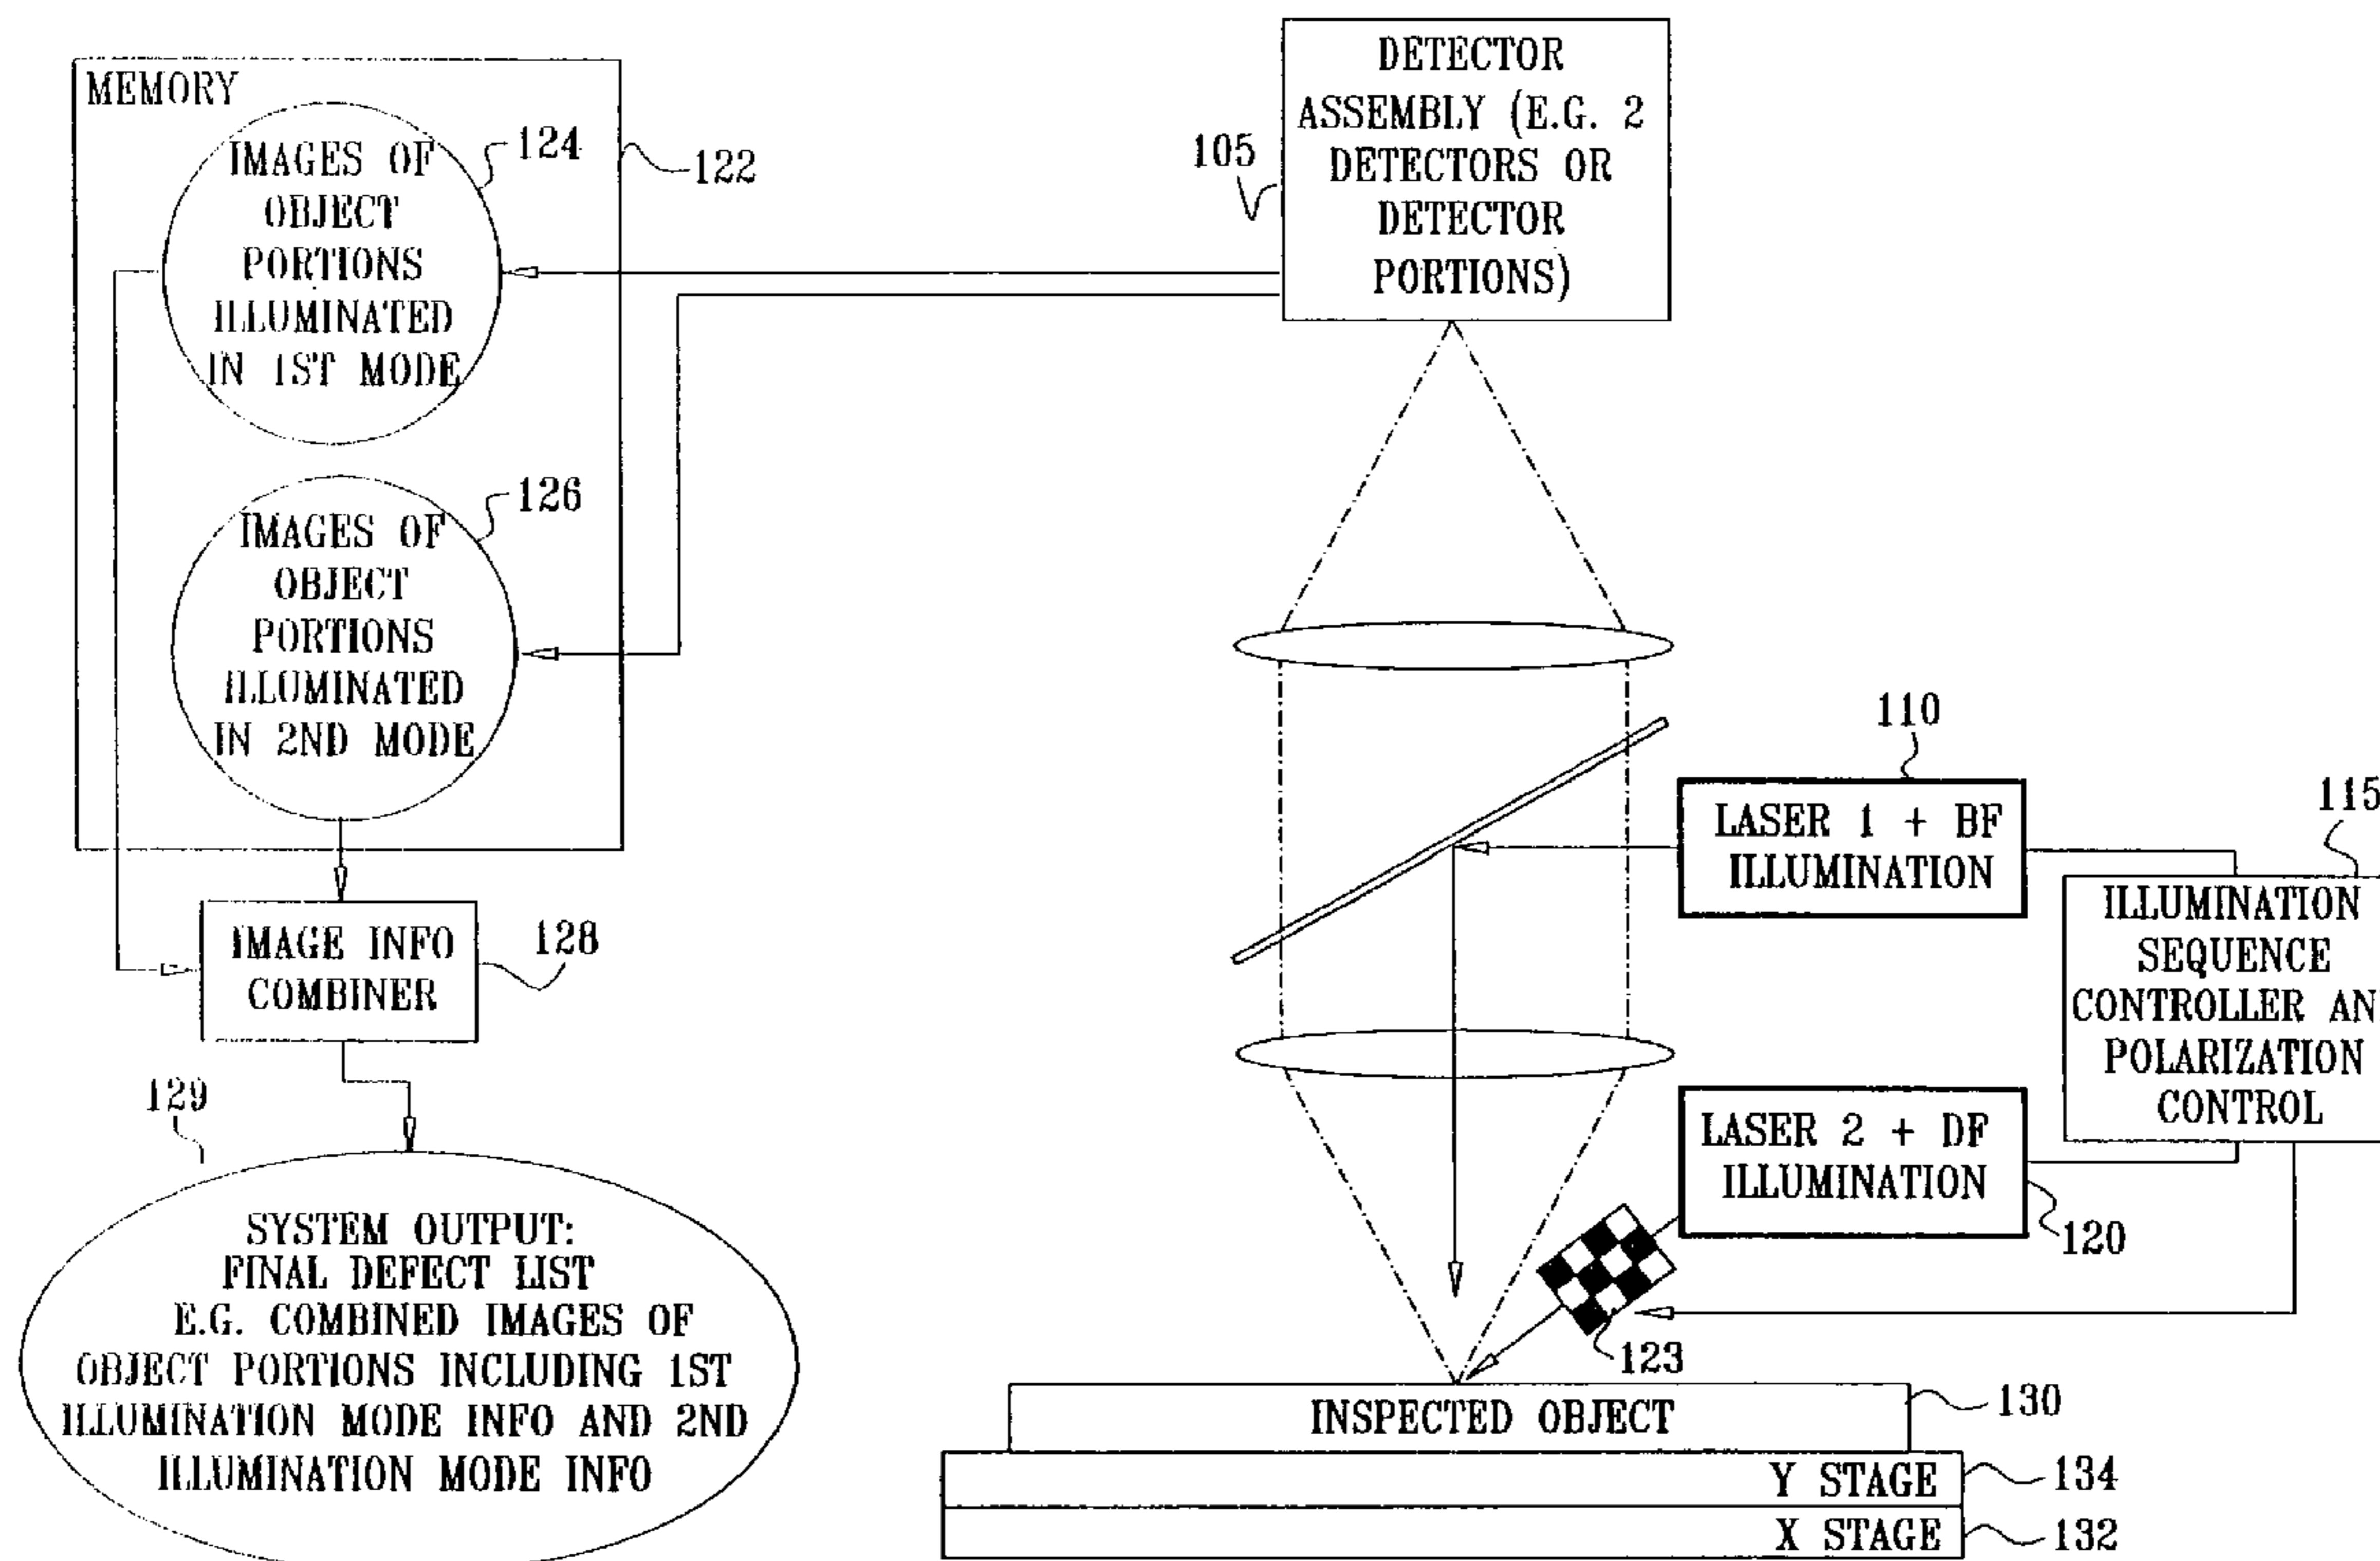 MEMORY
IMAGES OF
OBJECT
PORTIONS
ILLUMINATED
IN 1ST MODE
124
122
IMAGES OF
OBJECT
PORTIONS
ILLUMINATED
IN 2ND MODE
126
IMAGE INFO
COMBINER
128
129
SYSTEM OUTPUT:
FINAL DEFECT LIST
E.G. COMBINED IMAGES OF
OBJECT PORTIONS INCLUDING 1ST
ILLUMINATION MODE INFO AND 2ND
ILLUMINATION MODE INFO
105
DETECTOR
ASSEMBLY (E.G. 2
DETECTORS OR
DETECTOR
PORTIONS)
110
LASER 1 + BF
ILLUMINATION
115
ILLUMINATION
SEQUENCE
CONTROLLER AN
POLARIZATION
CONTROL
LASER 2 + DF
ILLUMINATION
120
123
INSPECTED OBJECT
130
Y STAGE
134
X STAGE
132